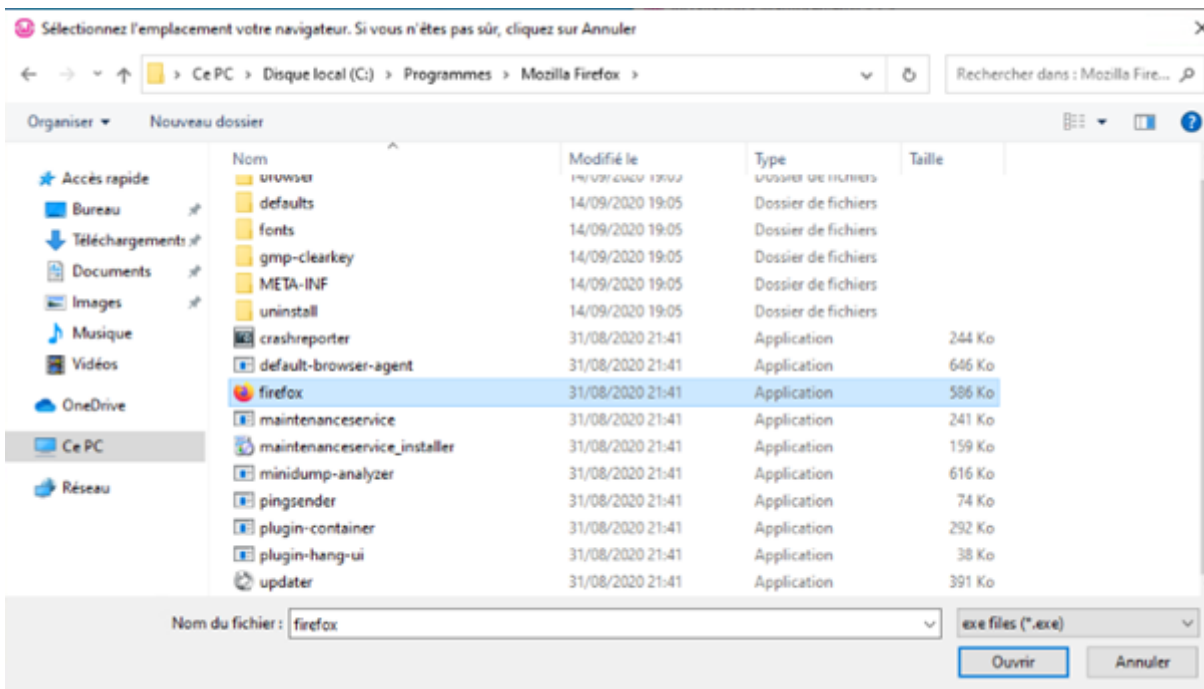 Sélectionnez l'emplacement votre navigateur. Si vous n'êtes pas sûr, cliquez sur Annuler
Ce PC > Disque local (C:) > Programmes > Mozilla Firefox >
Rechercher dans : Mozilla Fire...
Organiser
Nouveau dossier
Nom Modifié le Type Taille
browser 14/09/2020 19:05 Dossier de fichiers
Accès rapide
defaults 14/09/2020 19:05 Dossier de fichiers
Bureau
fonts 14/09/2020 19:05 Dossier de fichiers
Téléchargements
gmp-clearkey 14/09/2020 19:05 Dossier de fichiers
Documents
META-INF 14/09/2020 19:05 Dossier de fichiers
Images
uninstall 14/09/2020 19:05 Dossier de fichiers
Musique
crashreporter 31/08/2020 21:41 Application 244 Ko
Vidéos
default-browser-agent 31/08/2020 21:41 Application 646 Ko
firefox 31/08/2020 21:41 Application 586 Ko
OneDrive
maintenanceservice 31/08/2020 21:41 Application 241 Ko
Ce PC
maintenanceservice_installer 31/08/2020 21:41 Application 159 Ko
minidump-analyzer 31/08/2020 21:41 Application 616 Ko
Réseau
pingsender 31/08/2020 21:41 Application 74 Ko
plugin-container 31/08/2020 21:41 Application 292 Ko
plugin-hang-ui 31/08/2020 21:41 Application 38 Ko
updater 31/08/2020 21:41 Application 391 Ko
Nom du fichier : firefox
exe files (*.exe)
Ouvrir
Annuler